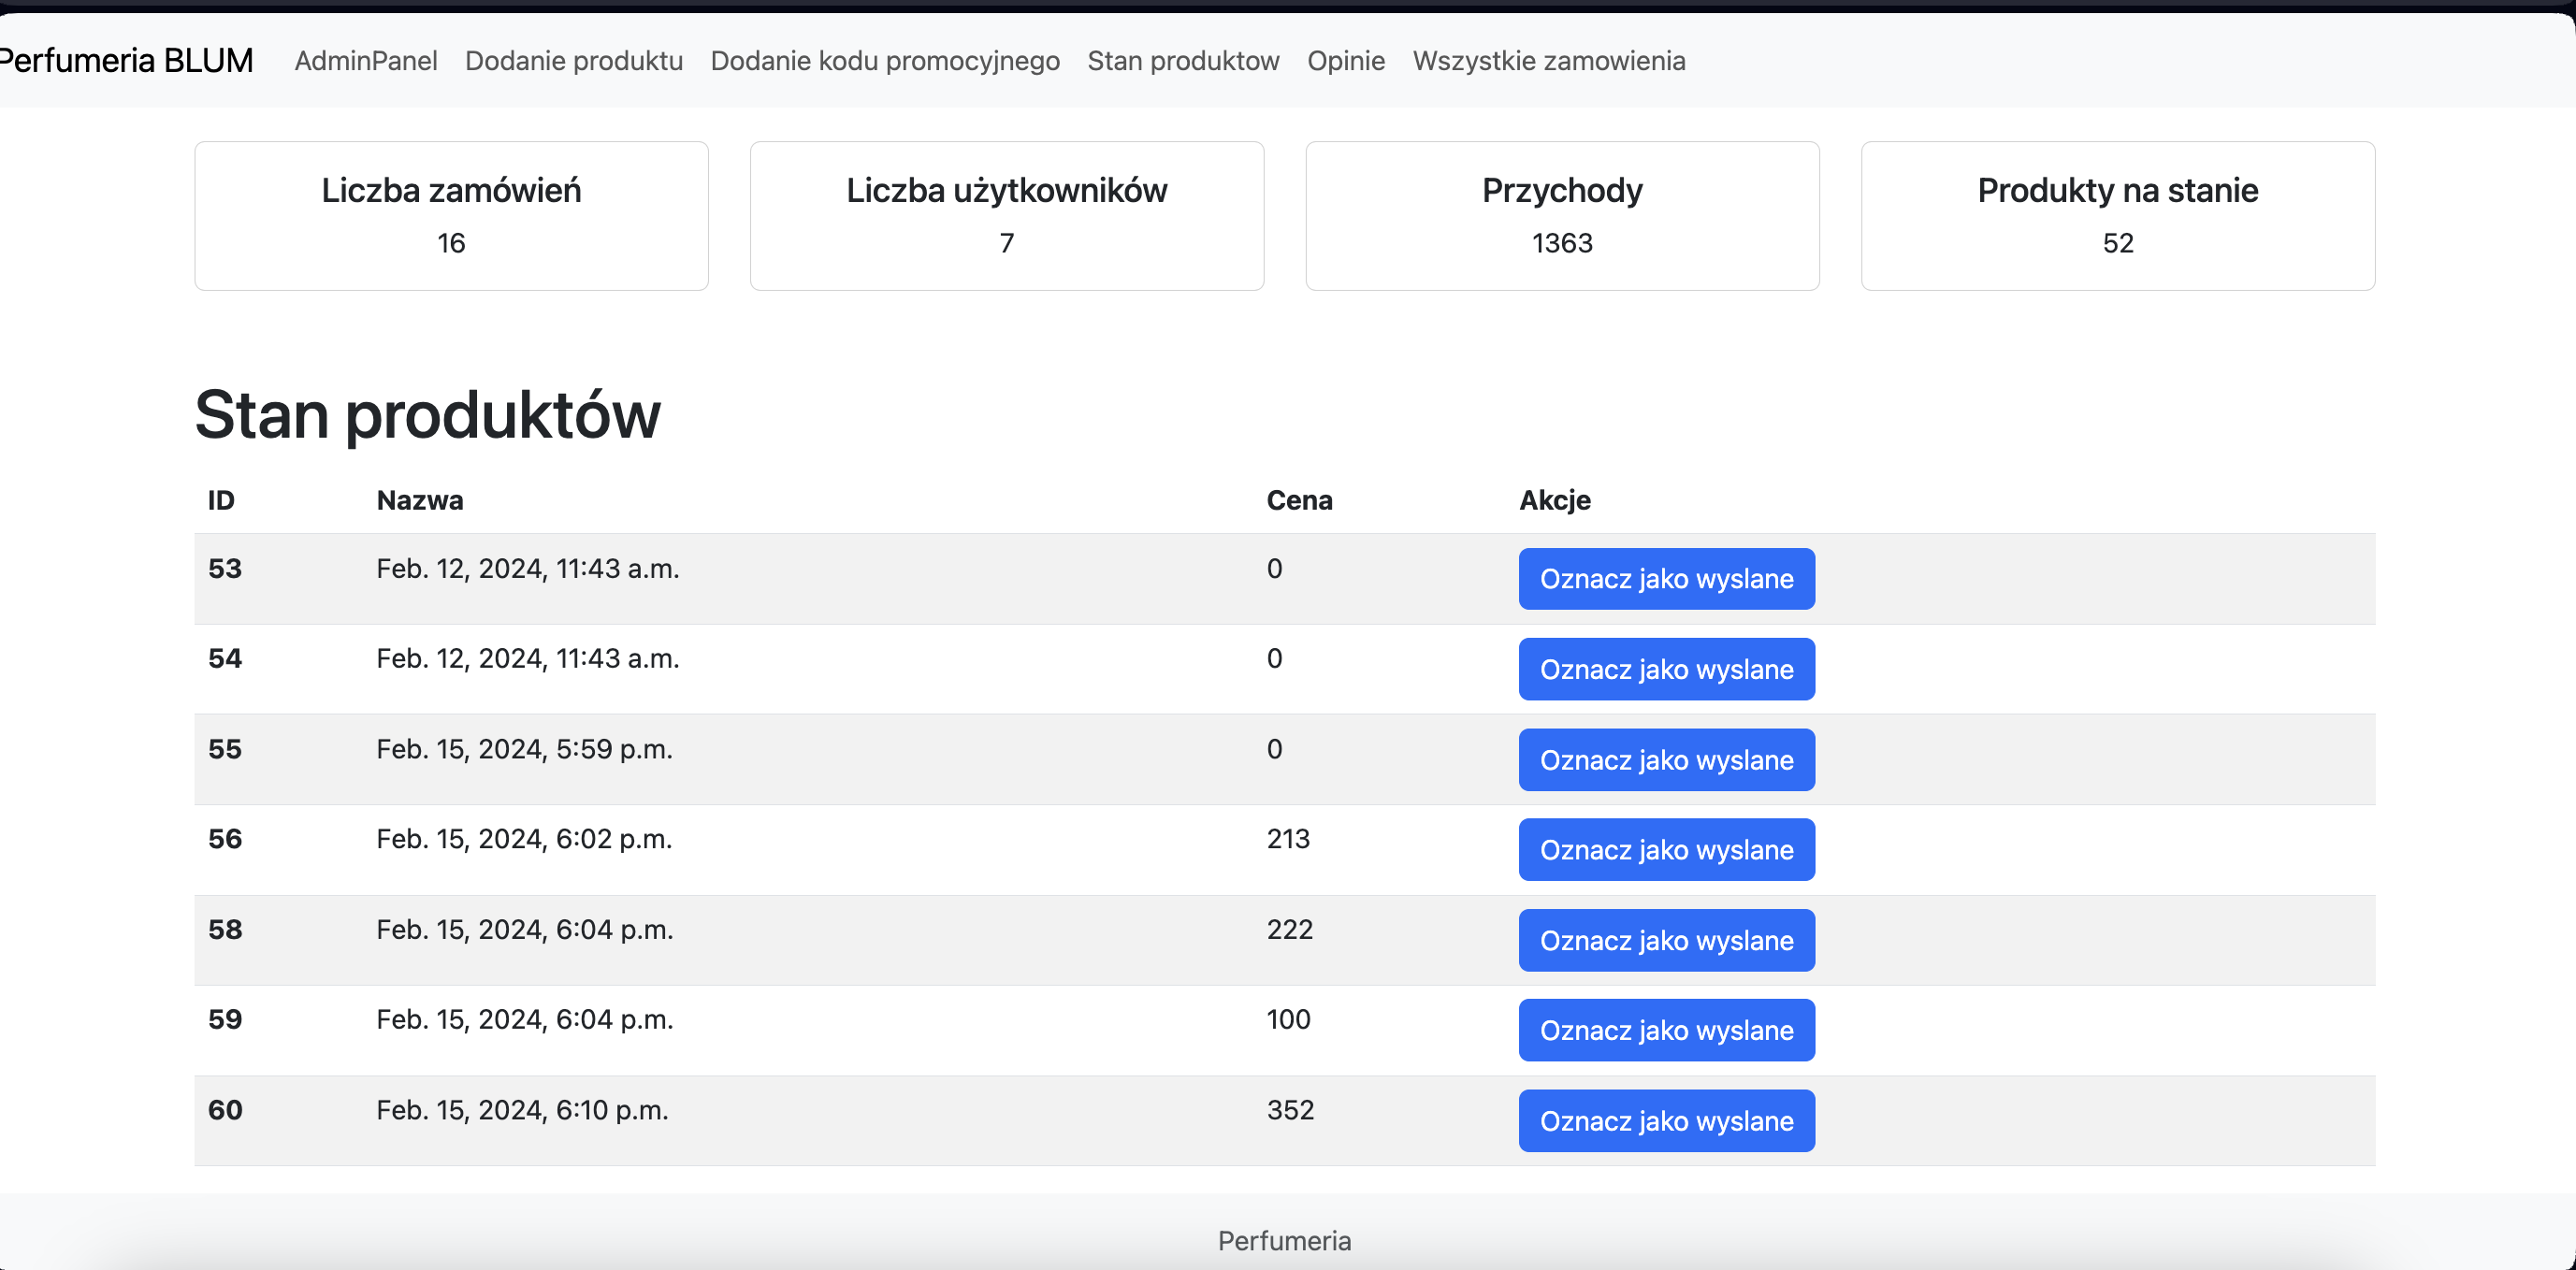 Perfumeria BLUM AdminPanel Dodanie produktu Dodanie kodu promocyjnego Stan produktow Opinie Wszystkie zamowienia
Liczba zamówień
16
Liczba użytkowników
7
Przychody
1363
Produkty na stanie
52
Stan produktów
ID Nazwa Cena Akcje
53 Feb. 12, 2024, 11:43 a.m. 0 Oznacz jako wyslane
54 Feb. 12, 2024, 11:43 a.m. 0 Oznacz jako wyslane
55 Feb. 15, 2024, 5:59 p.m. 0 Oznacz jako wyslane
56 Feb. 15, 2024, 6:02 p.m. 213 Oznacz jako wyslane
58 Feb. 15, 2024, 6:04 p.m. 222 Oznacz jako wyslane
59 Feb. 15, 2024, 6:04 p.m. 100 Oznacz jako wyslane
60 Feb. 15, 2024, 6:10 p.m. 352 Oznacz jako wyslane
Perfumeria